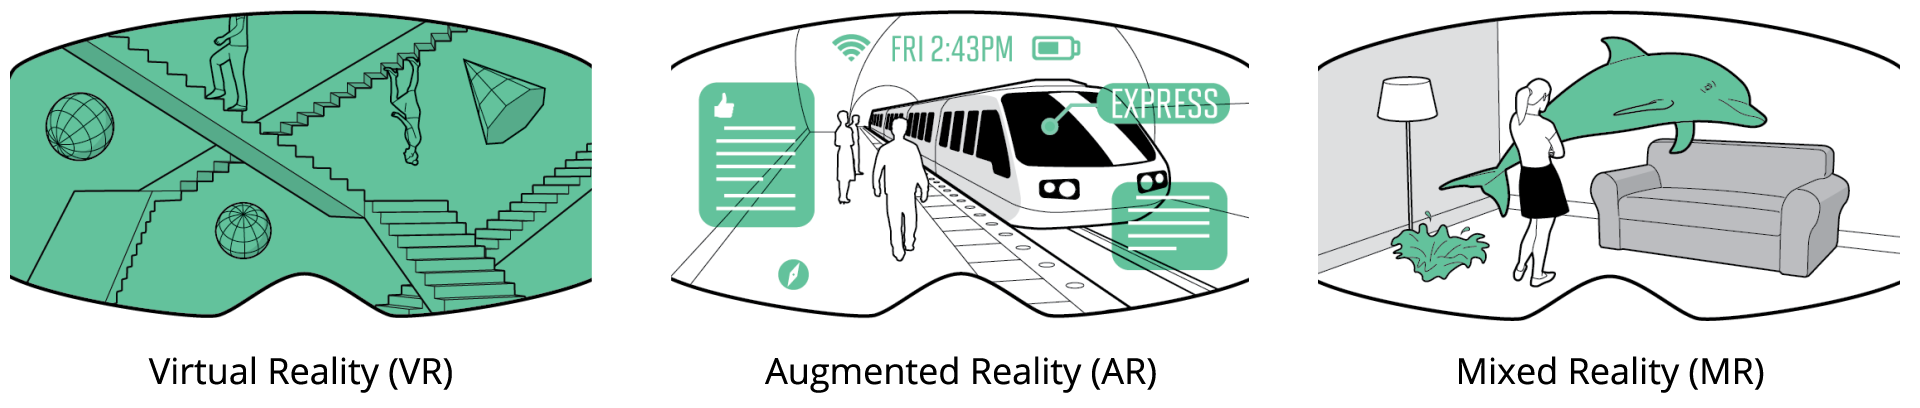 FRI 2:43PM
EXPRESS
Virtual Reality (VR)
Augmented Reality (AR)
Mixed Reality (MR)